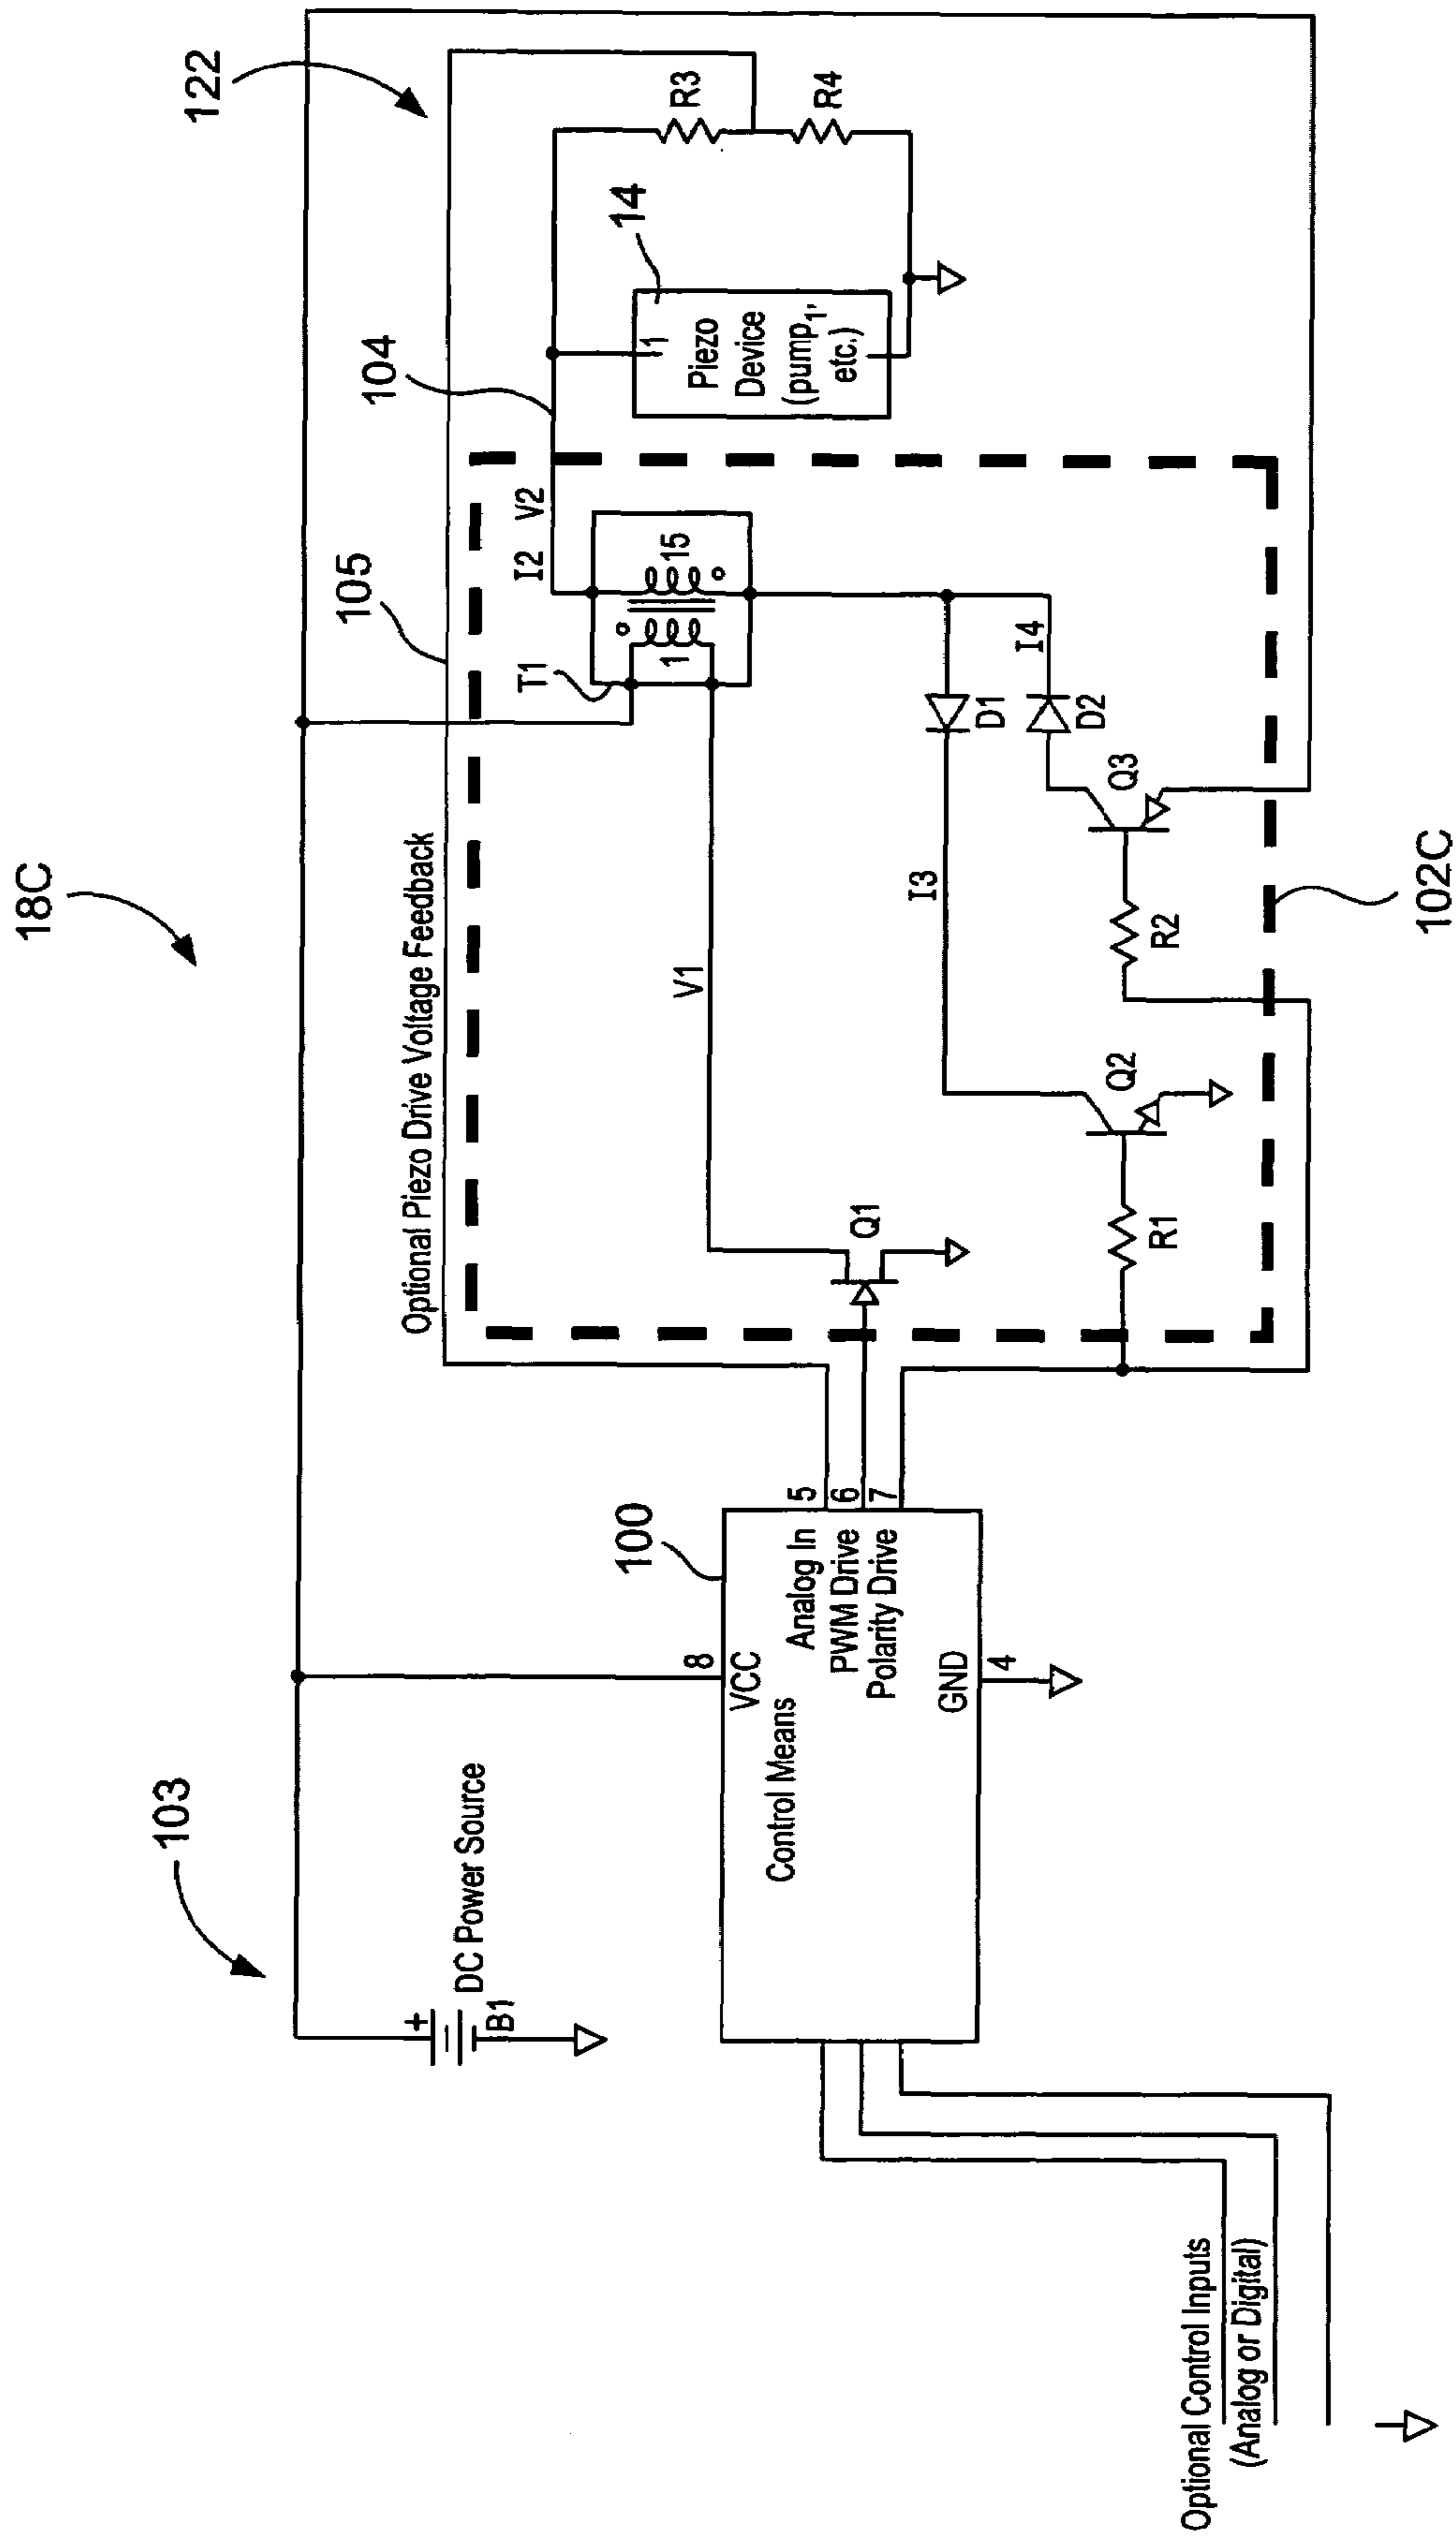 18C
103
DC Power Source
+
B1
Optional Piezo Drive Voltage Feedback
105
104
122
100
8
VCC
Control Means
Analog In
5
PWM Drive
6
Polarity Drive
7
GND
4
T1
1
15
I2
V2
V1
Q1
14
1
Piezo
Device
(pump1,
etc.)
R3
R4
I3
D1
I4
D2
Q2
R1
Q3
R2
102C
Optional Control Inputs
(Analog or Digital)